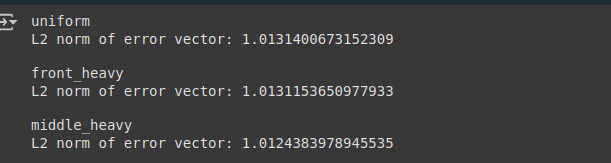 uniform
L2 norm of error vector: 1.0131400673152309
front_heavy
L2 norm of error vector: 1.0131153650977933
middle_heavy
L2 norm of error vector: 1.0124383978945535